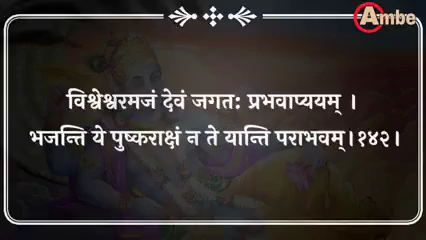 Ambe
विश्वेश्वरमजं देवं जगत: प्रभवाप्ययम् ।
भजन्ति ये पुष्कराक्षं न ते यान्ति पराभवम्।१४२।